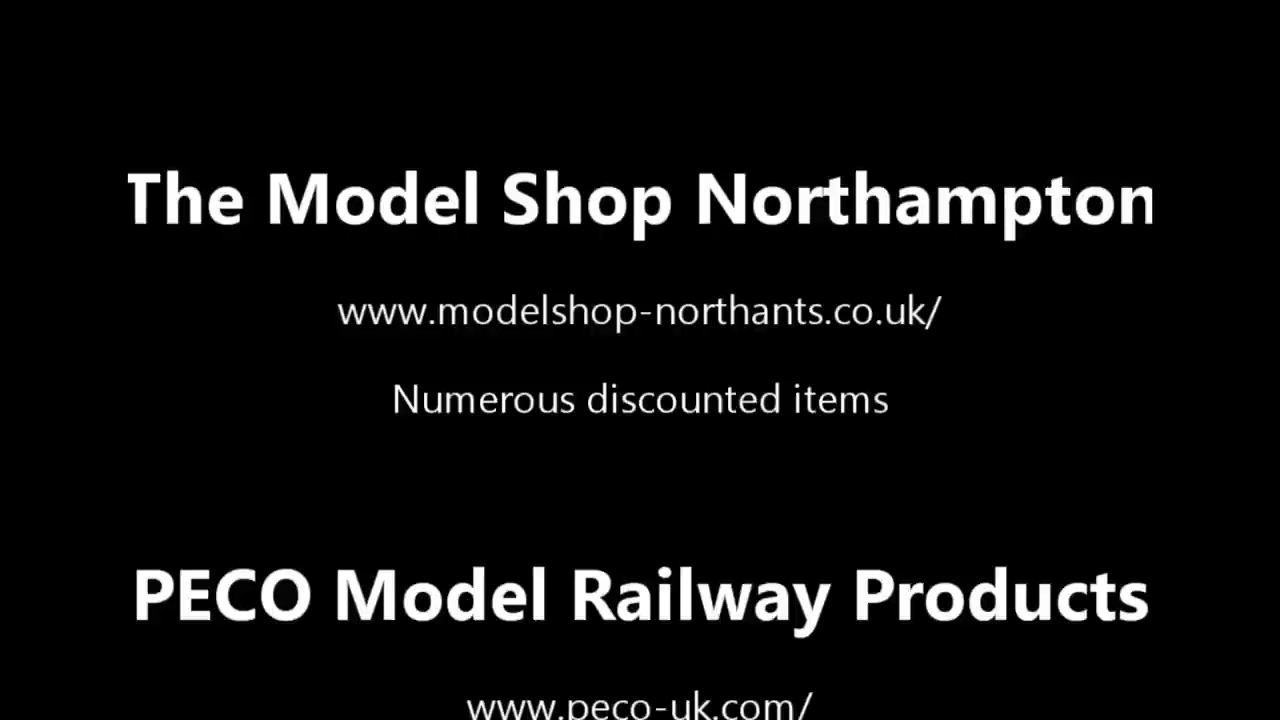 The Model Shop Northampton
www.modelshop-northants.co.uk/
Numerous discounted items
PECO Model Railway Products
www.peco-uk.com/